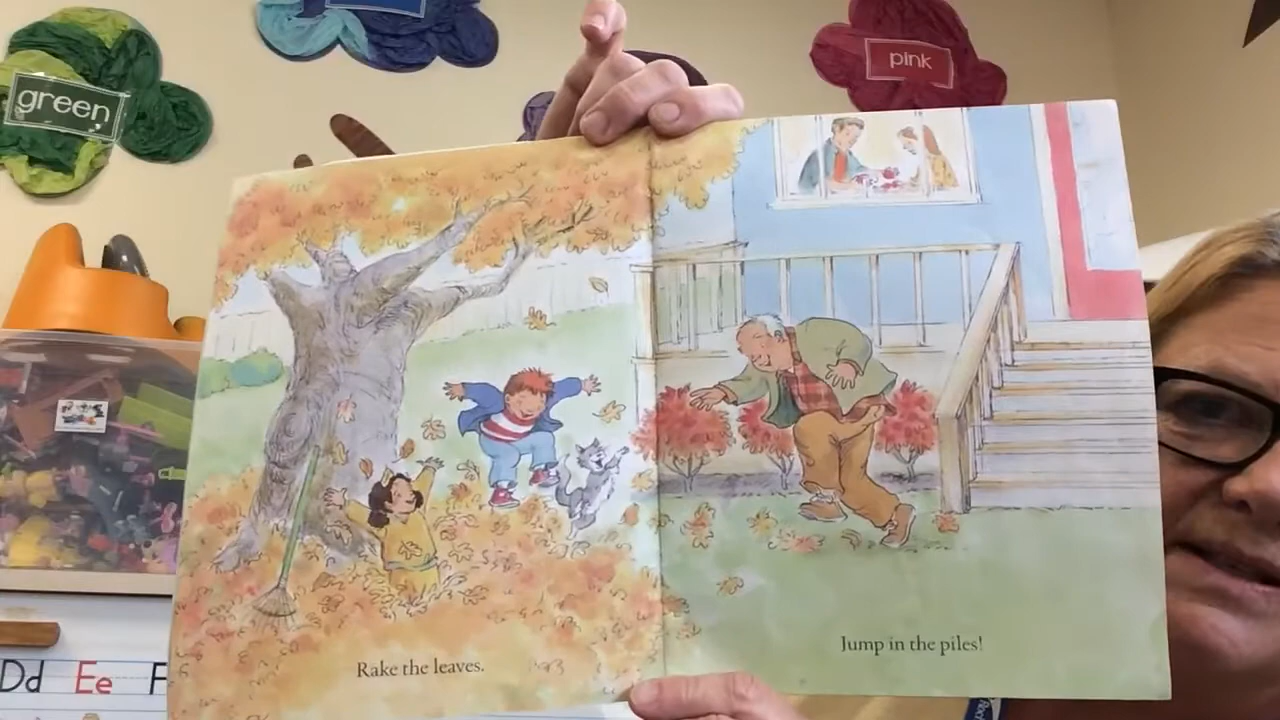 green
pink
Rake the leaves.
Jump in the piles!
Dd Ee F